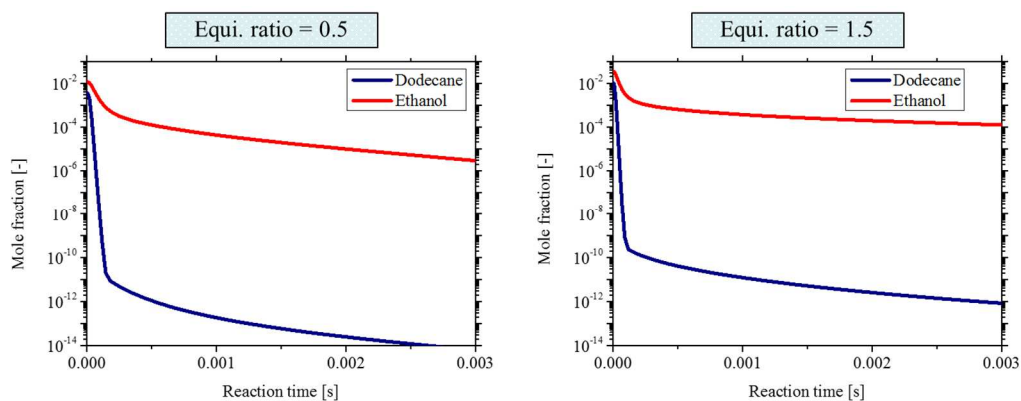 Equi. ratio = 0.5
Dodecane
Ethanol
Mole fraction [-]
10⁻²
10⁻⁴
10⁻⁶
10⁻⁸
10⁻¹⁰
10⁻¹²
10⁻¹⁴
0.000
0.001
0.002
0.003
Reaction time [s]
Equi. ratio = 1.5
Dodecane
Ethanol
Mole fraction [-]
10⁻²
10⁻⁴
10⁻⁶
10⁻⁸
10⁻¹⁰
10⁻¹²
10⁻¹⁴
0.000
0.001
0.002
0.003
Reaction time [s]